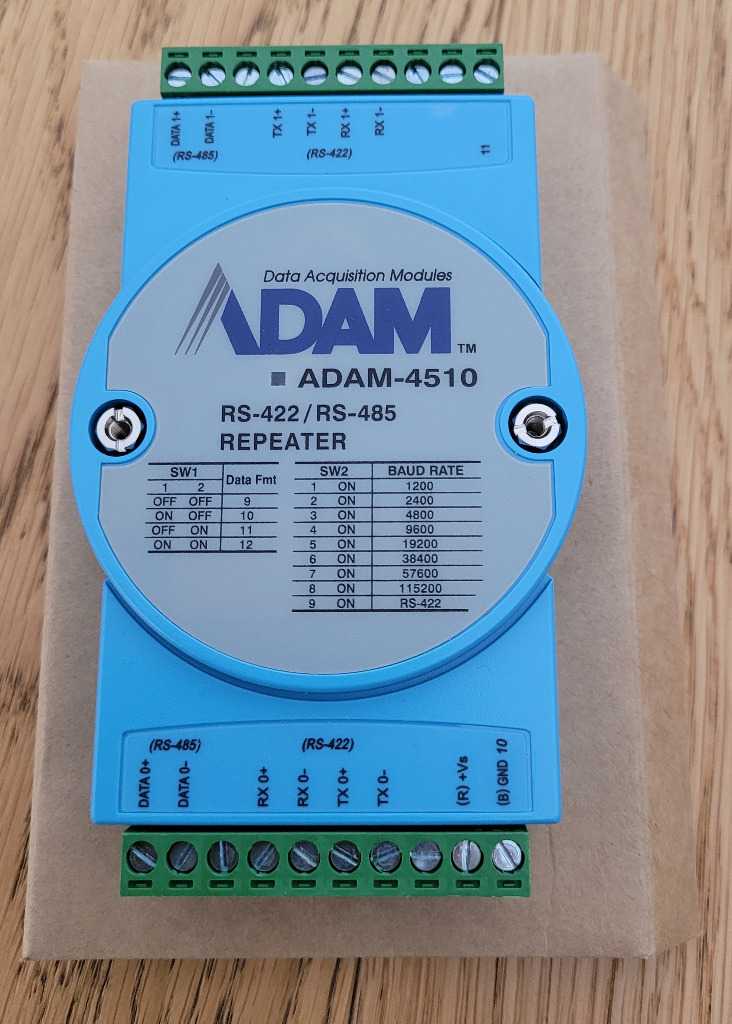 DATA 1+ DATA 1- TX 1+ TX 1- RX 1+ RX 1- 11
(RS-485) (RS-422)
Data Acquisition Modules
ADAM™
ADAM-4510
RS-422 / RS-485
REPEATER
SW1 Data Fmt
1 2
OFF OFF 9
ON OFF 10
OFF ON 11
ON ON 12
SW2 BAUD RATE
1 ON 1200
2 ON 2400
3 ON 4800
4 ON 9600
5 ON 19200
6 ON 38400
7 ON 57600
8 ON 115200
9 ON RS-422
(RS-485) (RS-422)
DATA 0+ DATA 0- RX 0+ RX 0- TX 0+ TX 0- (R) +Vs (B) GND 10